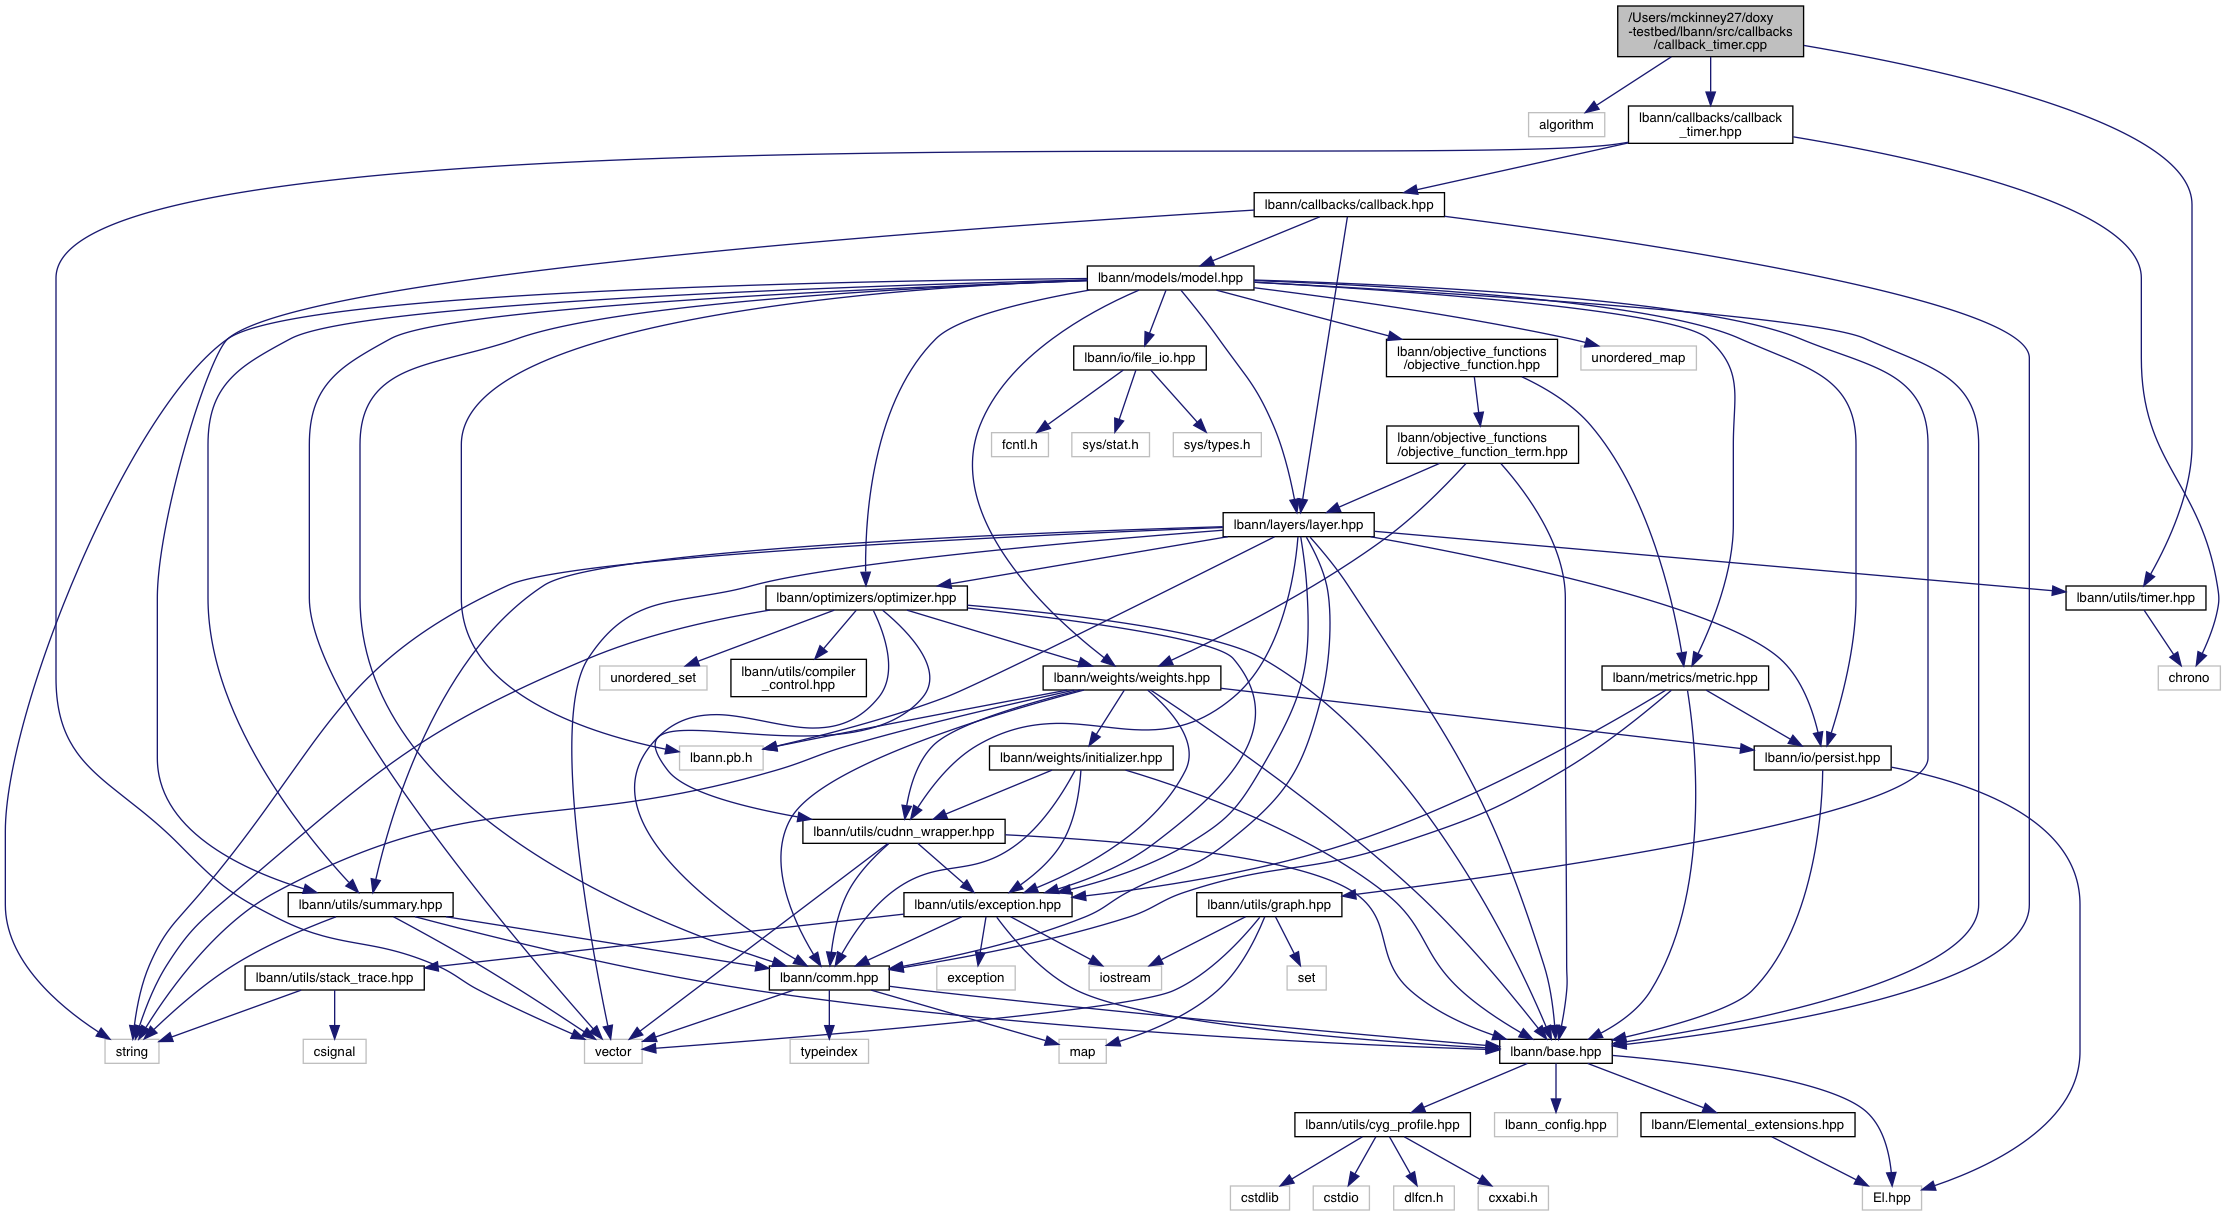 /Users/mckinney27/doxy
-testbed/lbann/src/callbacks
/callback_timer.cpp
algorithm
lbann/callbacks/callback
_timer.hpp
lbann/callbacks/callback.hpp
lbann/models/model.hpp
lbann/io/file_io.hpp
lbann/objective_functions
/objective_function.hpp
unordered_map
fcntl.h
sys/stat.h
sys/types.h
lbann/objective_functions
/objective_function_term.hpp
lbann/layers/layer.hpp
lbann/optimizers/optimizer.hpp
lbann/utils/timer.hpp
unordered_set
lbann/utils/compiler
_control.hpp
lbann/weights/weights.hpp
lbann/metrics/metric.hpp
chrono
lbann.pb.h
lbann/weights/initializer.hpp
lbann/io/persist.hpp
lbann/utils/cudnn_wrapper.hpp
lbann/utils/summary.hpp
lbann/utils/exception.hpp
lbann/utils/graph.hpp
lbann/utils/stack_trace.hpp
lbann/comm.hpp
exception
iostream
set
string
csignal
vector
typeindex
map
lbann/base.hpp
lbann/utils/cyg_profile.hpp
lbann_config.hpp
lbann/Elemental_extensions.hpp
cstdlib
cstdio
dlfcn.h
cxxabi.h
El.hpp